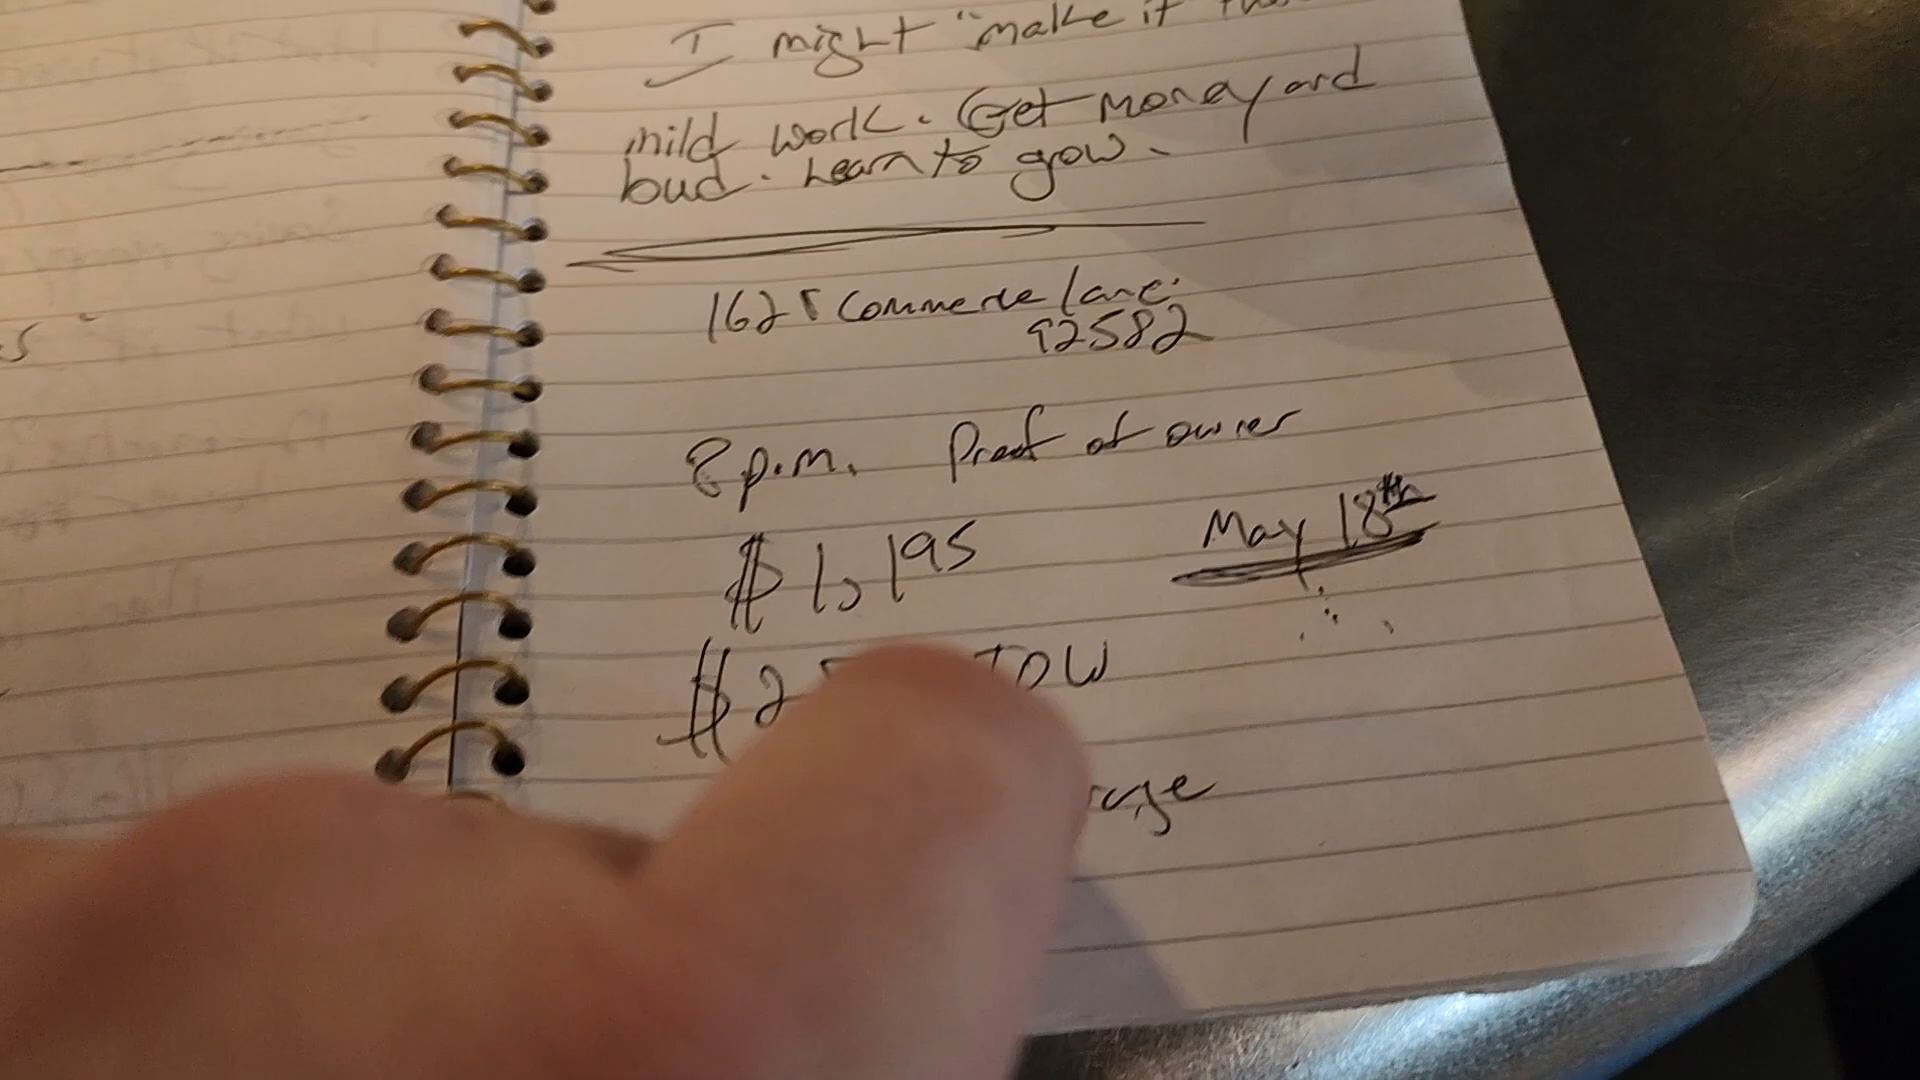 I might "make it
mild work. Get money and
bud. Learn to grow.
1625 Commerce lane.
92582
8 p.m. Proof of owner
$1,195
May 18th
TOW